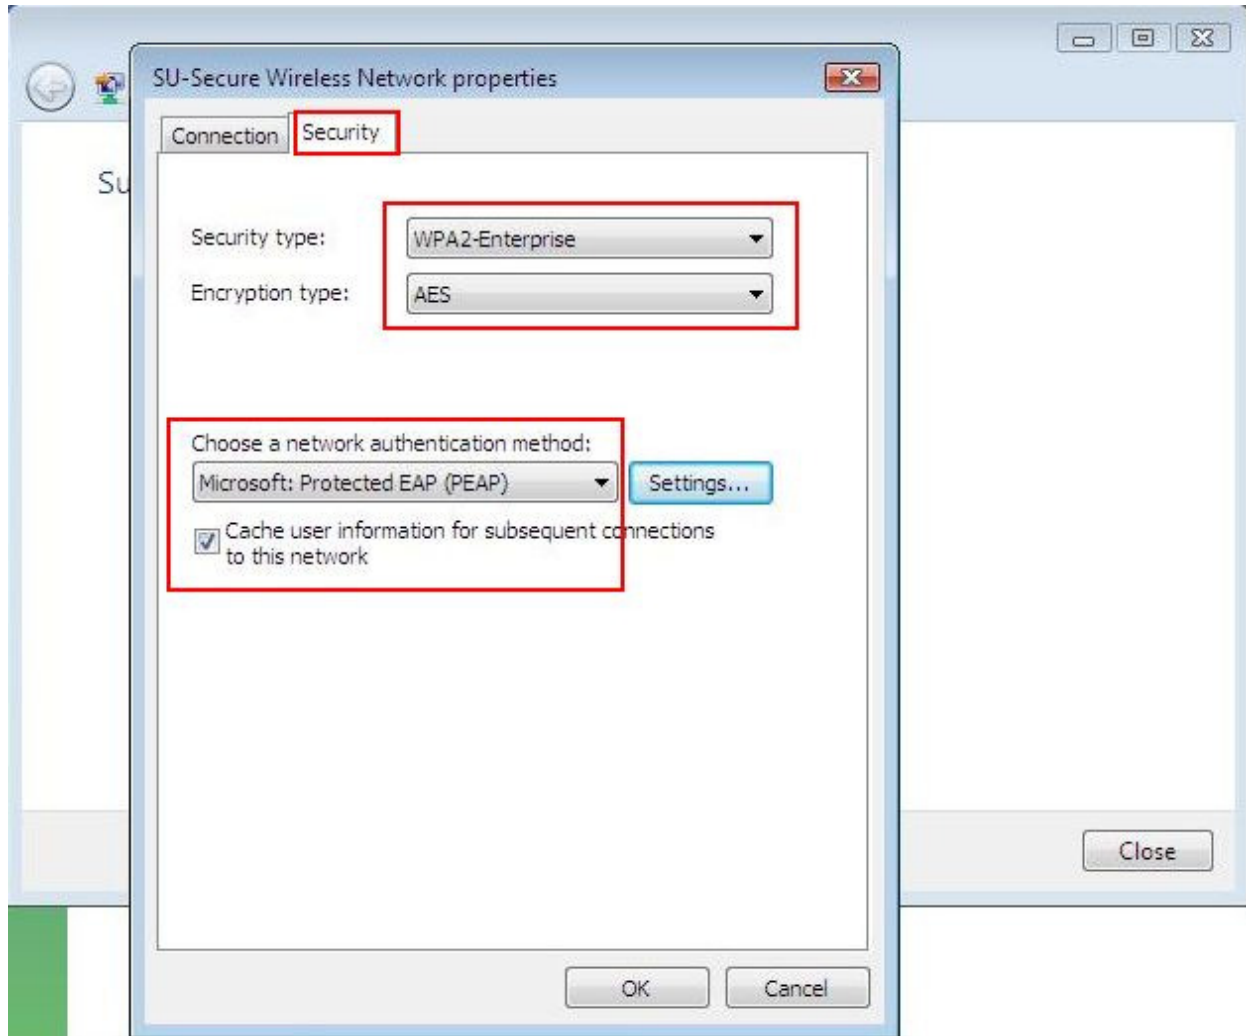 SU-Secure Wireless Network properties
Connection
Security
Su
Security type:
WPA2-Enterprise
Encryption type:
AES
Choose a network authentication method:
Microsoft: Protected EAP (PEAP)
Settings...
Cache user information for subsequent connections
to this network
Close
OK
Cancel